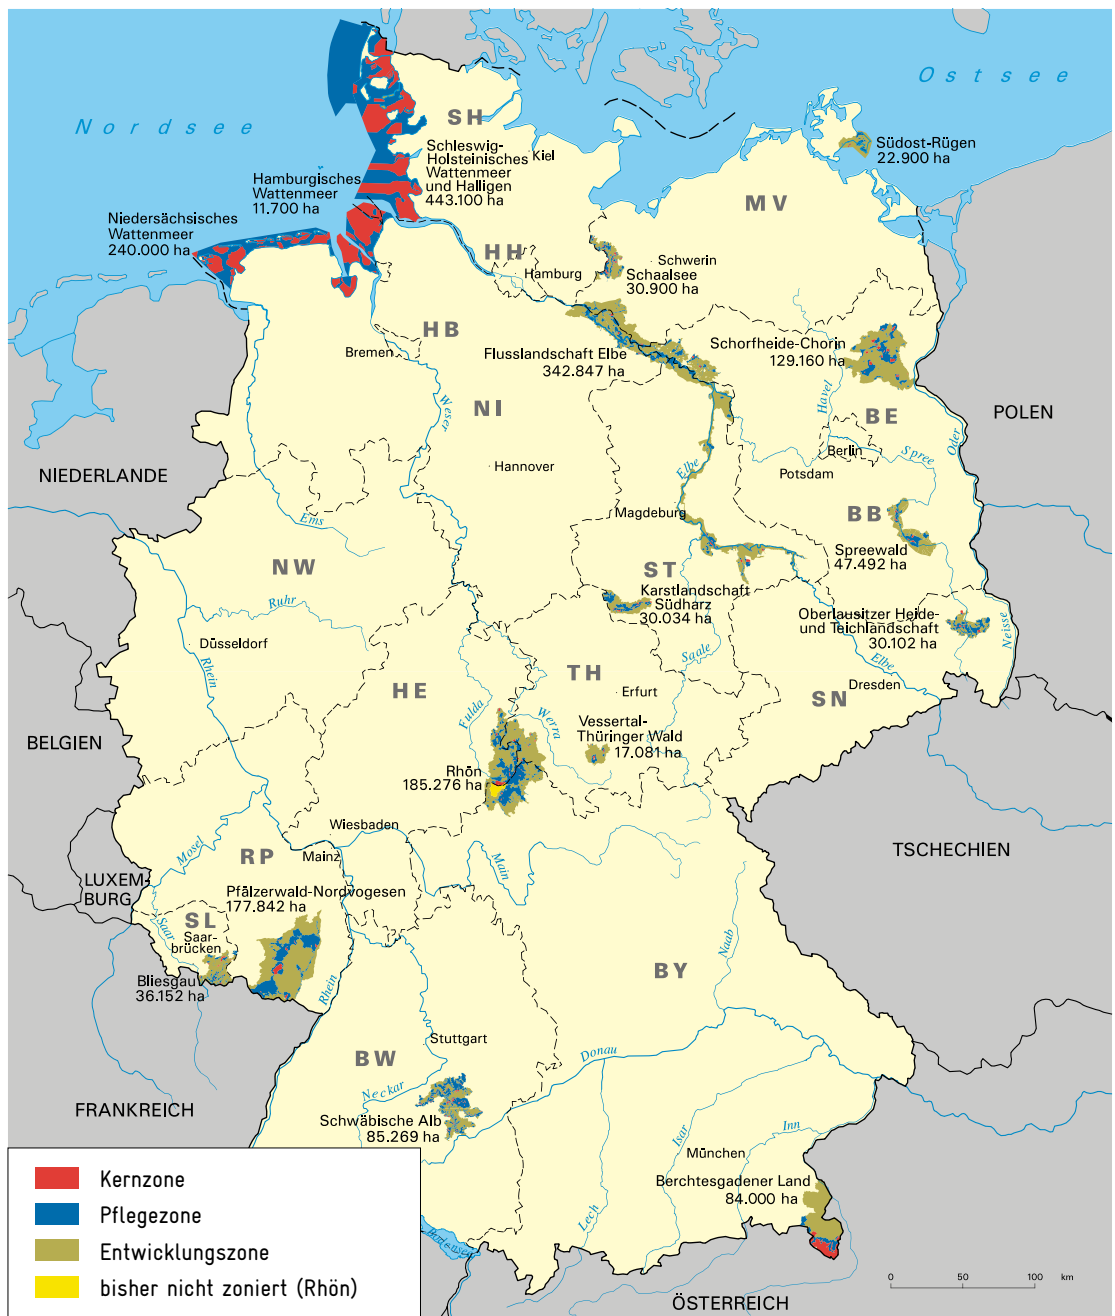 Nordsee
Ostsee
SH
Schleswig-
Holsteinisches
Wattenmeer
und Halligen
443.100 ha
Kiel
Hamburgisches
Wattenmeer
11.700 ha
Niedersächsisches
Wattenmeer
240.000 ha
Südost-Rügen
22.900 ha
MV
HH
Hamburg
Schwerin
Schaalsee
30.900 ha
HB
Bremen
Flusslandschaft Elbe
342.847 ha
Schorfheide-Chorin
129.160 ha
Weser
NI
Hannover
Havel
BE
Oder
POLEN
Berlin
Spree
Potsdam
Elbe
NIEDERLANDE
Ems
Magdeburg
BB
Spreewald
47.492 ha
NW
Ruhr
ST
Karstlandschaft
Südharz
30.034 ha
Oberlausitzer Heide-
und Teichlandschaft
30.102 ha
Neisse
Düsseldorf
Rhein
Saale
Elbe
Dresden
HE
TH
Erfurt
SN
Fulda
Werra
Vessertal-
Thüringer Wald
17.081 ha
BELGIEN
Rhön
185.276 ha
Wiesbaden
Mainz
Main
Mosel
RP
TSCHECHIEN
LUXEM-
BURG
Pfälzerwald-Nordvogesen
177.842 ha
SL
Saar
Saar-
brücken
Bliesgau
36.152 ha
Rhein
Naab
BY
Stuttgart
BW
Donau
Neckar
FRANKREICH
Schwäbische Alb
85.269 ha
Isar
Inn
München
Lech
Berchtesgadener Land
84.000 ha
Bodensee
ÖSTERREICH
Kernzone
Pflegezone
Entwicklungszone
bisher nicht zoniert (Rhön)
0 50 100 km